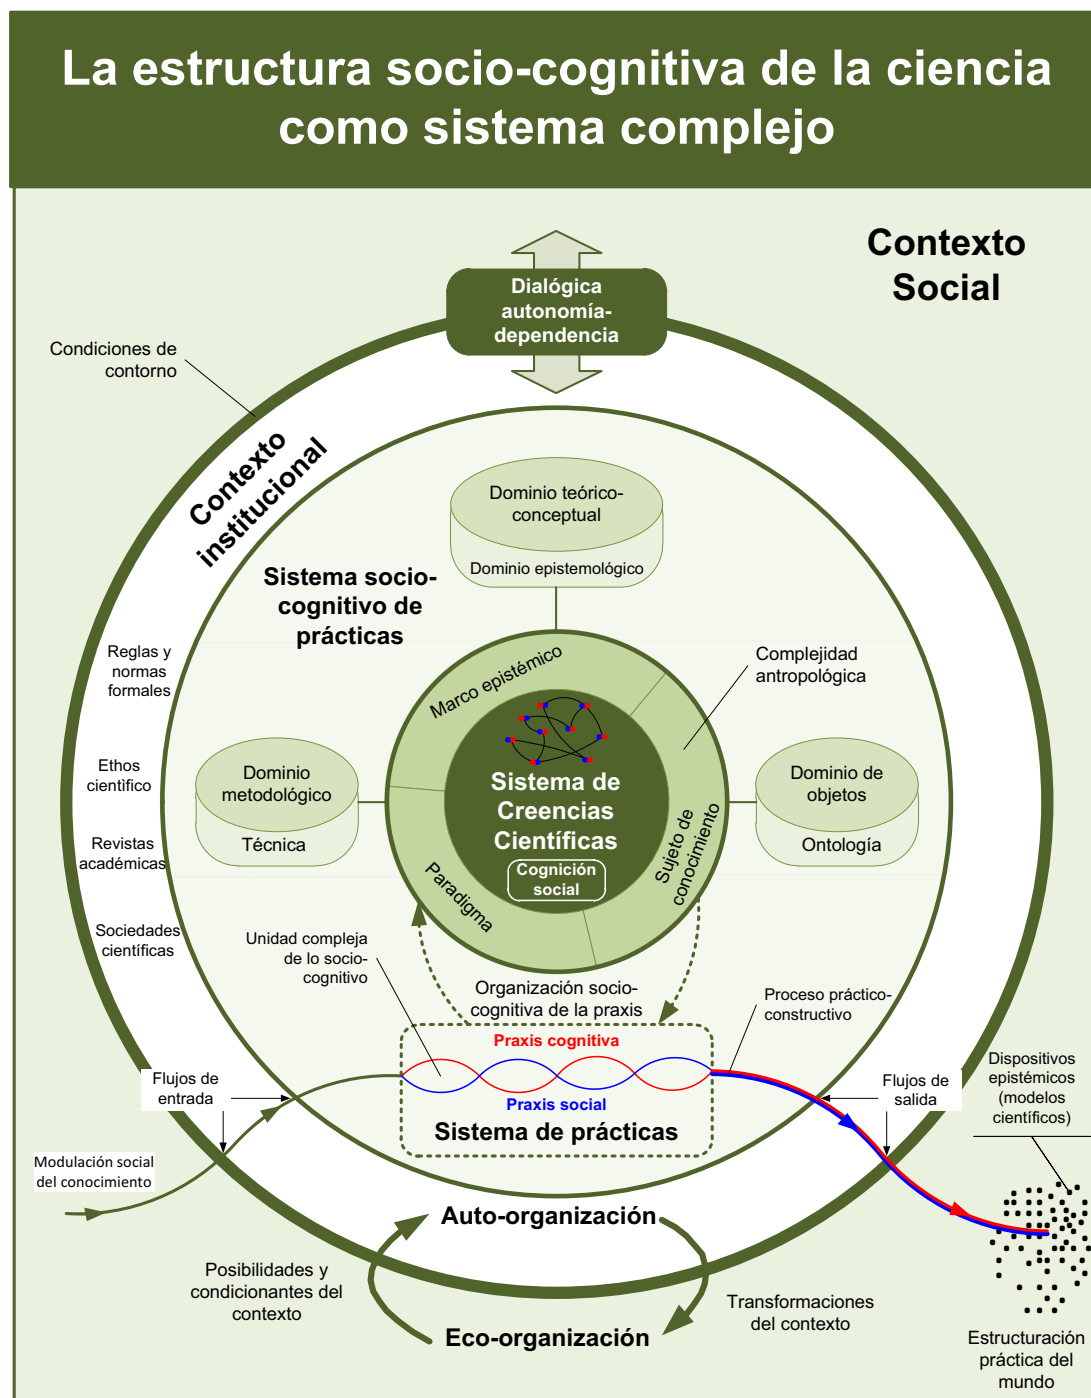 La estructura socio-cognitiva de la ciencia
como sistema complejo
Contexto
Social
Dialógica
autonomía-
dependencia
Condiciones de
contorno
Contexto
institucional
Dominio teórico-
conceptual
Dominio epistemológico
Sistema socio-
cognitivo de
prácticas
Reglas y
normas
formales
Marco epistémico
Complejidad
antropológica
Ethos
científico
Dominio
metodológico
Técnica
Sistema de
Creencias
Científicas
Cognición
social
Dominio de
objetos
Ontología
Revistas
académicas
Paradigma
Sujeto de
conocimiento
Sociedades
científicas
Unidad compleja
de lo socio-
cognitivo
Organización socio-
cognitiva de la praxis
Proceso práctico-
constructivo
Praxis cognitiva
Praxis social
Sistema de prácticas
Flujos de
entrada
Flujos de
salida
Dispositivos
epistémicos
(modelos
científicos)
Modulación social
del conocimiento
Auto-organización
Posibilidades y
condicionantes del
contexto
Transformaciones
del contexto
Eco-organización
Estructuración
práctica del
mundo